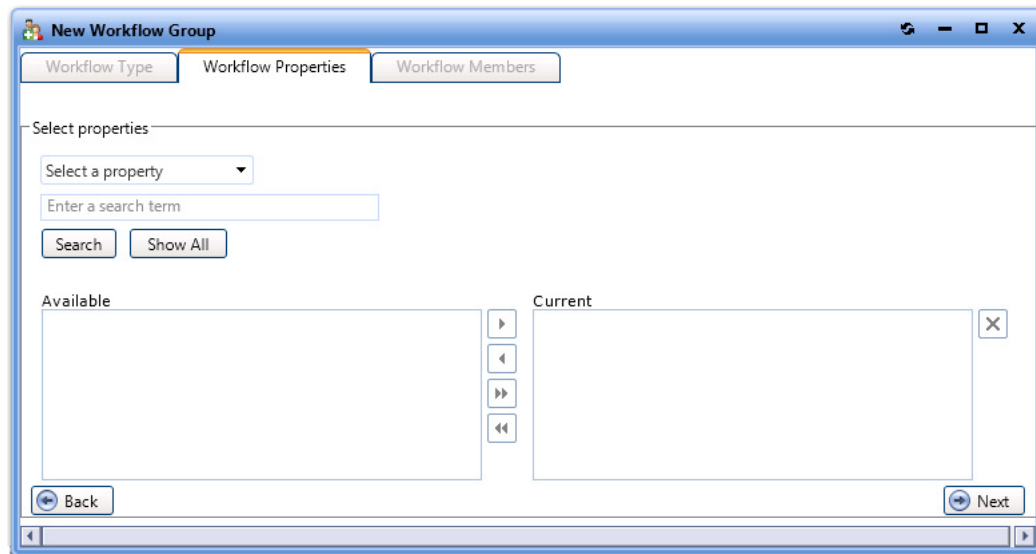 New Workflow Group
Workflow Type Workflow Properties Workflow Members
Select properties
Select a property
Enter a search term
Search Show All
Available Current
Back Next